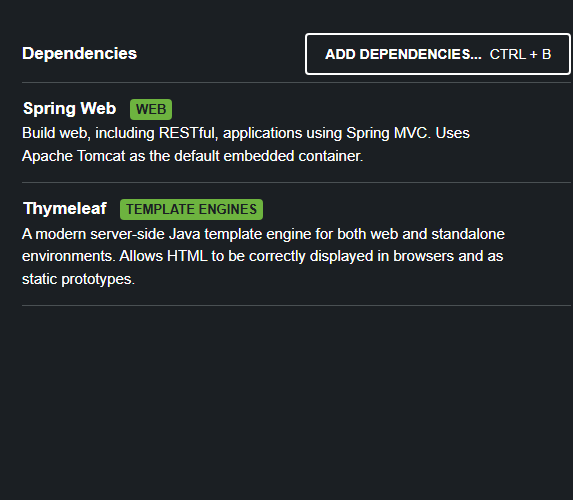 Dependencies
ADD DEPENDENCIES... CTRL + B
Spring Web WEB
Build web, including RESTful, applications using Spring MVC. Uses
Apache Tomcat as the default embedded container.
Thymeleaf TEMPLATE ENGINES
A modern server-side Java template engine for both web and standalone
environments. Allows HTML to be correctly displayed in browsers and as
static prototypes.